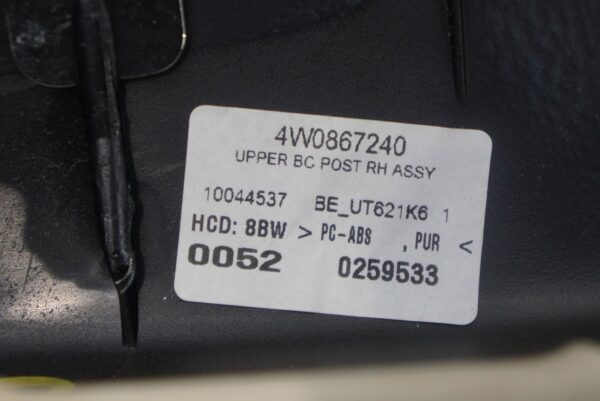 4W0867240
UPPER BC POST RH ASSY
10044537 BE_UT621K6 1
HCD: 8BW > PC-ABS , PUR <
0052 0259533